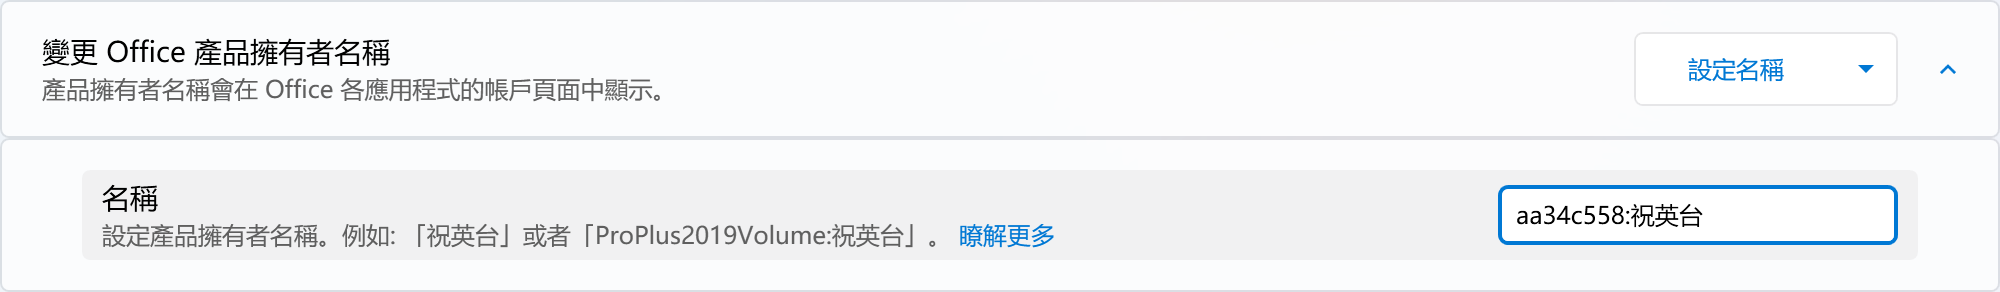 變更 Office 產品擁有者名稱
產品擁有者名稱會在 Office 各應用程式的帳戶頁面中顯示。
設定名稱
名稱
設定產品擁有者名稱。例如: 「祝英台」或者「ProPlus2019Volume:祝英台」。 瞭解更多
aa34c558:祝英台